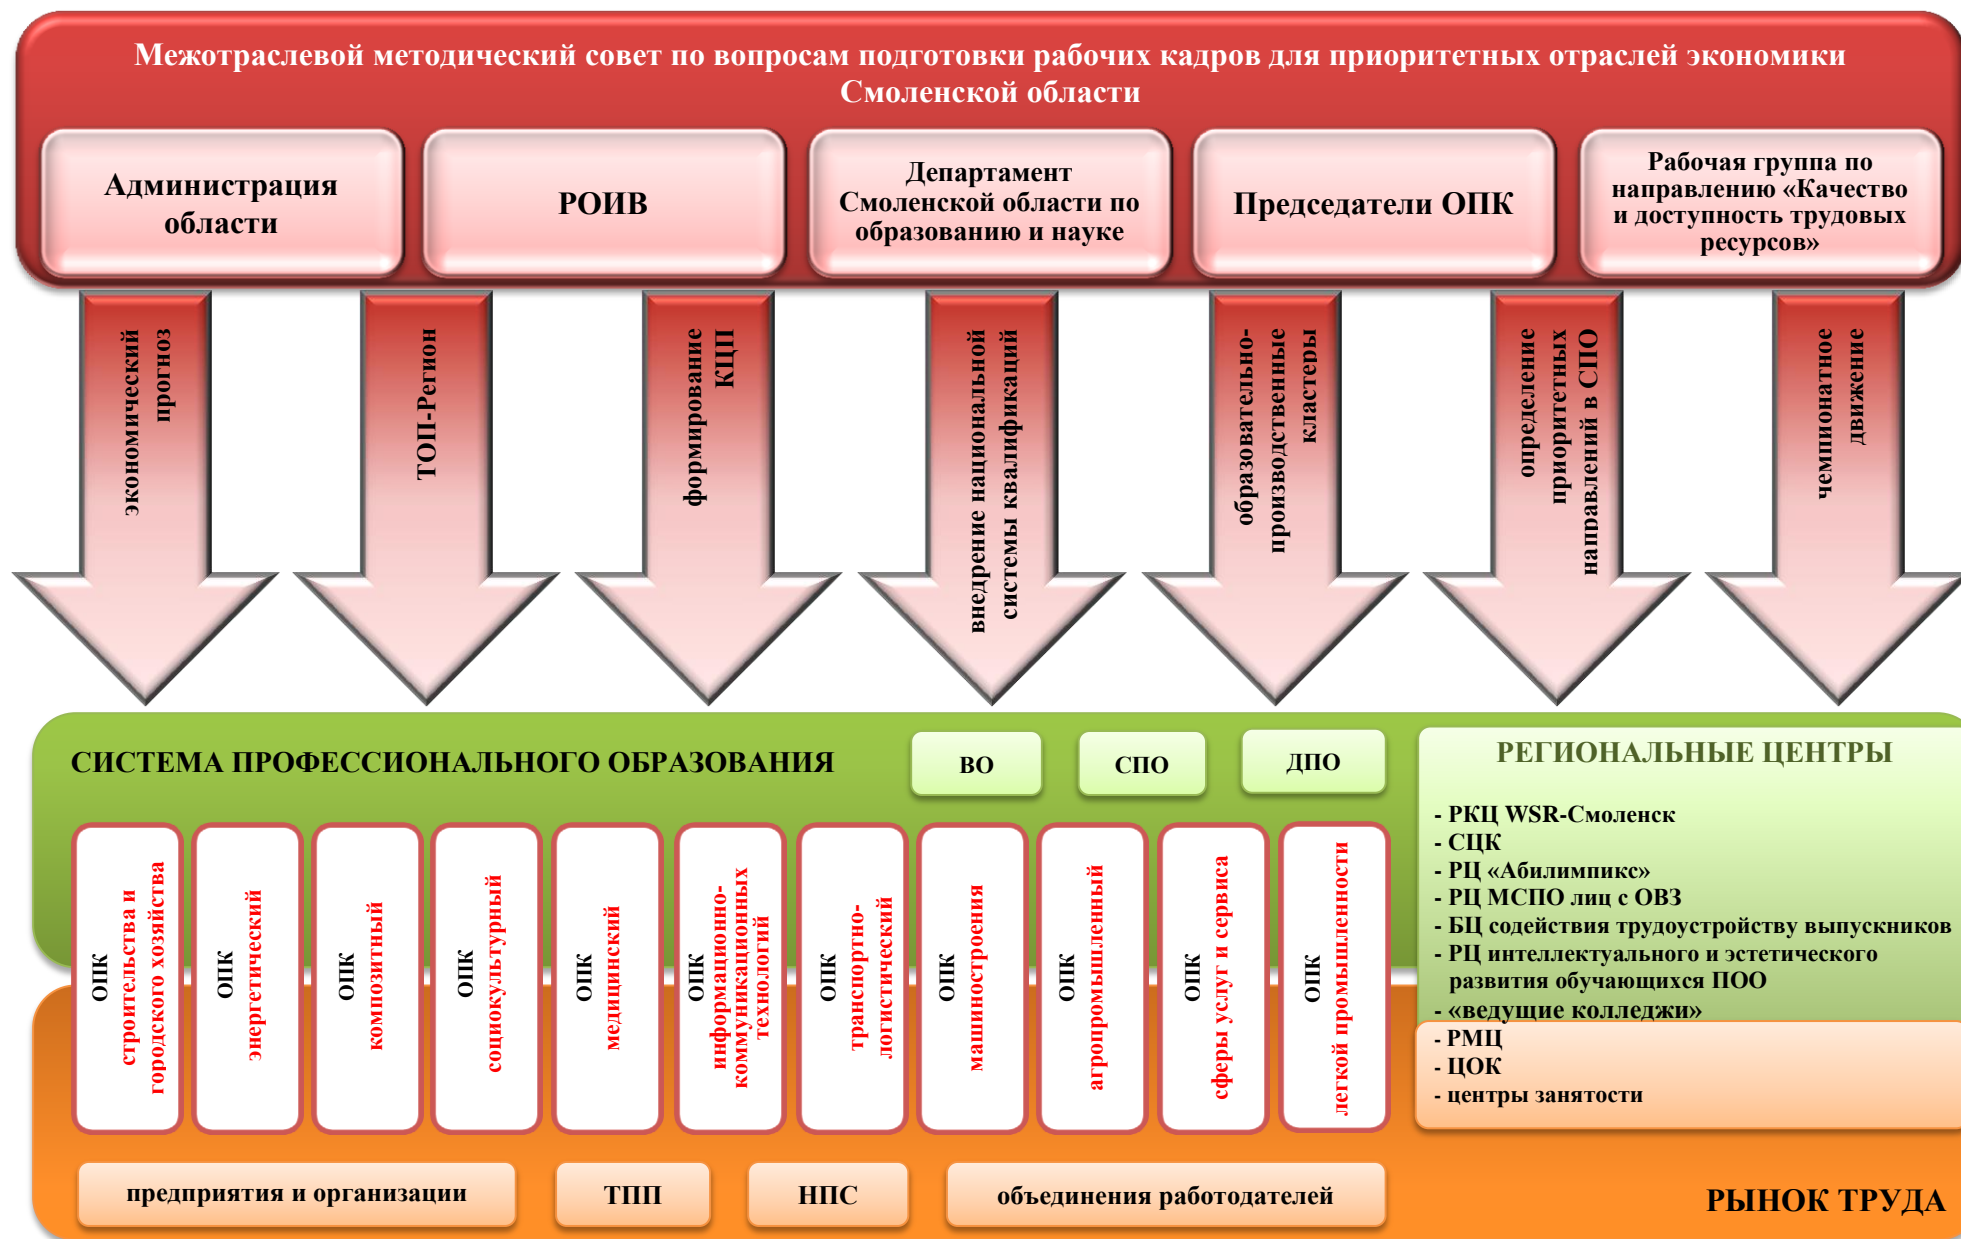 Межотраслевой методический совет по вопросам подготовки рабочих кадров для приоритетных отраслей экономики
Смоленской области
Администрация
области
РОИВ
Департамент
Смоленской области по
образованию и науке
Председатели ОПК
Рабочая группа по
направлению «Качество
и доступность трудовых
ресурсов»
экономический
прогноз
ТОП-Регион
формирование
КЦП
внедрение национальной
системы квалификаций
образовательно-
производственные
кластеры
определение
приоритетных
направлений в СПО
чемпионатное
движение
СИСТЕМА ПРОФЕССИОНАЛЬНОГО ОБРАЗОВАНИЯ
ВО
СПО
ДПО
РЕГИОНАЛЬНЫЕ ЦЕНТРЫ
- РКЦ WSR-Смоленск
- СЦК
- РЦ «Абилимпикс»
- РЦ МСПО лиц с ОВЗ
- БЦ содействия трудоустройству выпускников
- РЦ интеллектуального и эстетического
развития обучающихся ПОО
- «ведущие колледжи»
- РМЦ
- ЦОК
- центры занятости
ОПК
строительства и
городского хозяйства
ОПК
энергетический
ОПК
композитный
ОПК
социокультурный
ОПК
медицинский
ОПК
информационно-
коммуникационных
технологий
ОПК
транспортно-
логистический
ОПК
машиностроения
ОПК
агропромышленный
ОПК
сферы услуг и сервиса
ОПК
легкой промышленности
предприятия и организации
ТПП
НПС
объединения работодателей
РЫНОК ТРУДА